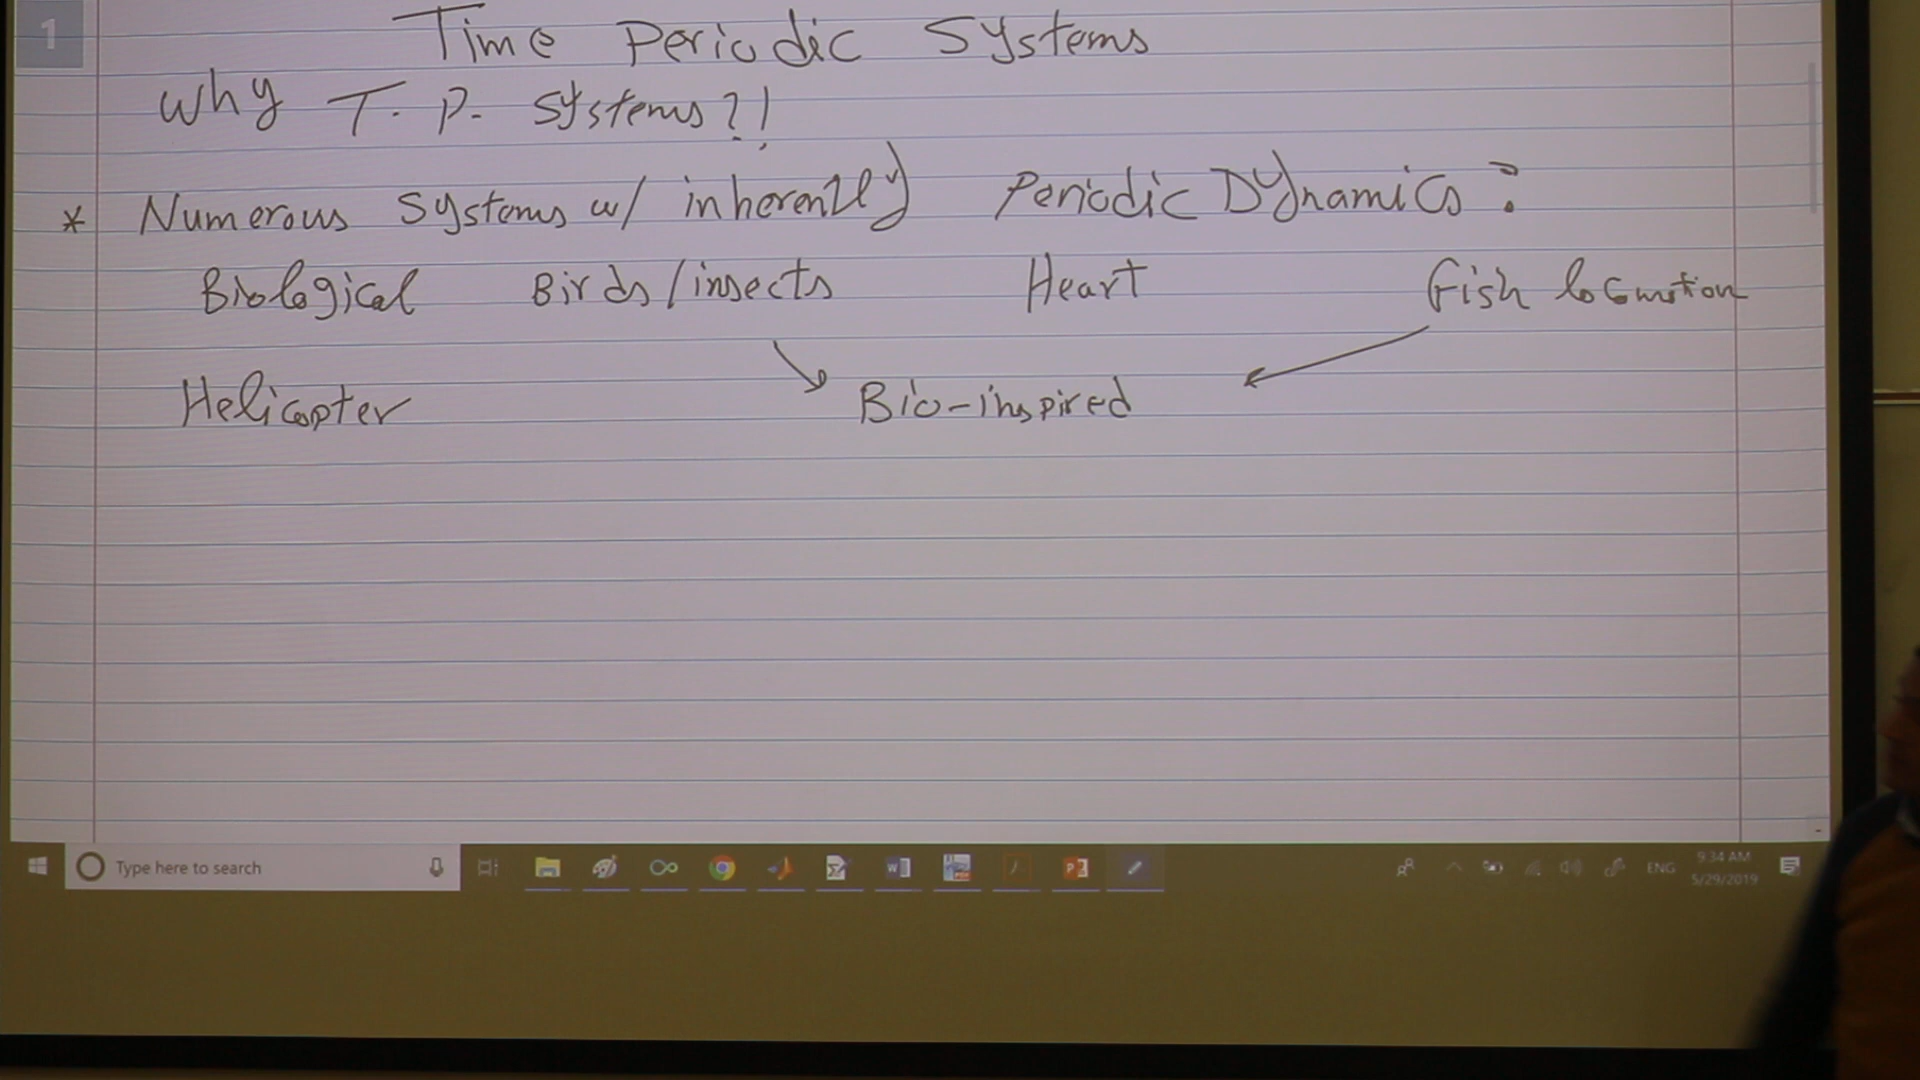 1
Time Periodic Systems
Why T. P. Systems?!
* Numerous Systems w/ inherently Periodic Dynamics:
Biological Birds/insects Heart Fish locomotion
Helicopter Bio-inspired
Type here to search
ENG 9:34 AM
5/29/2019